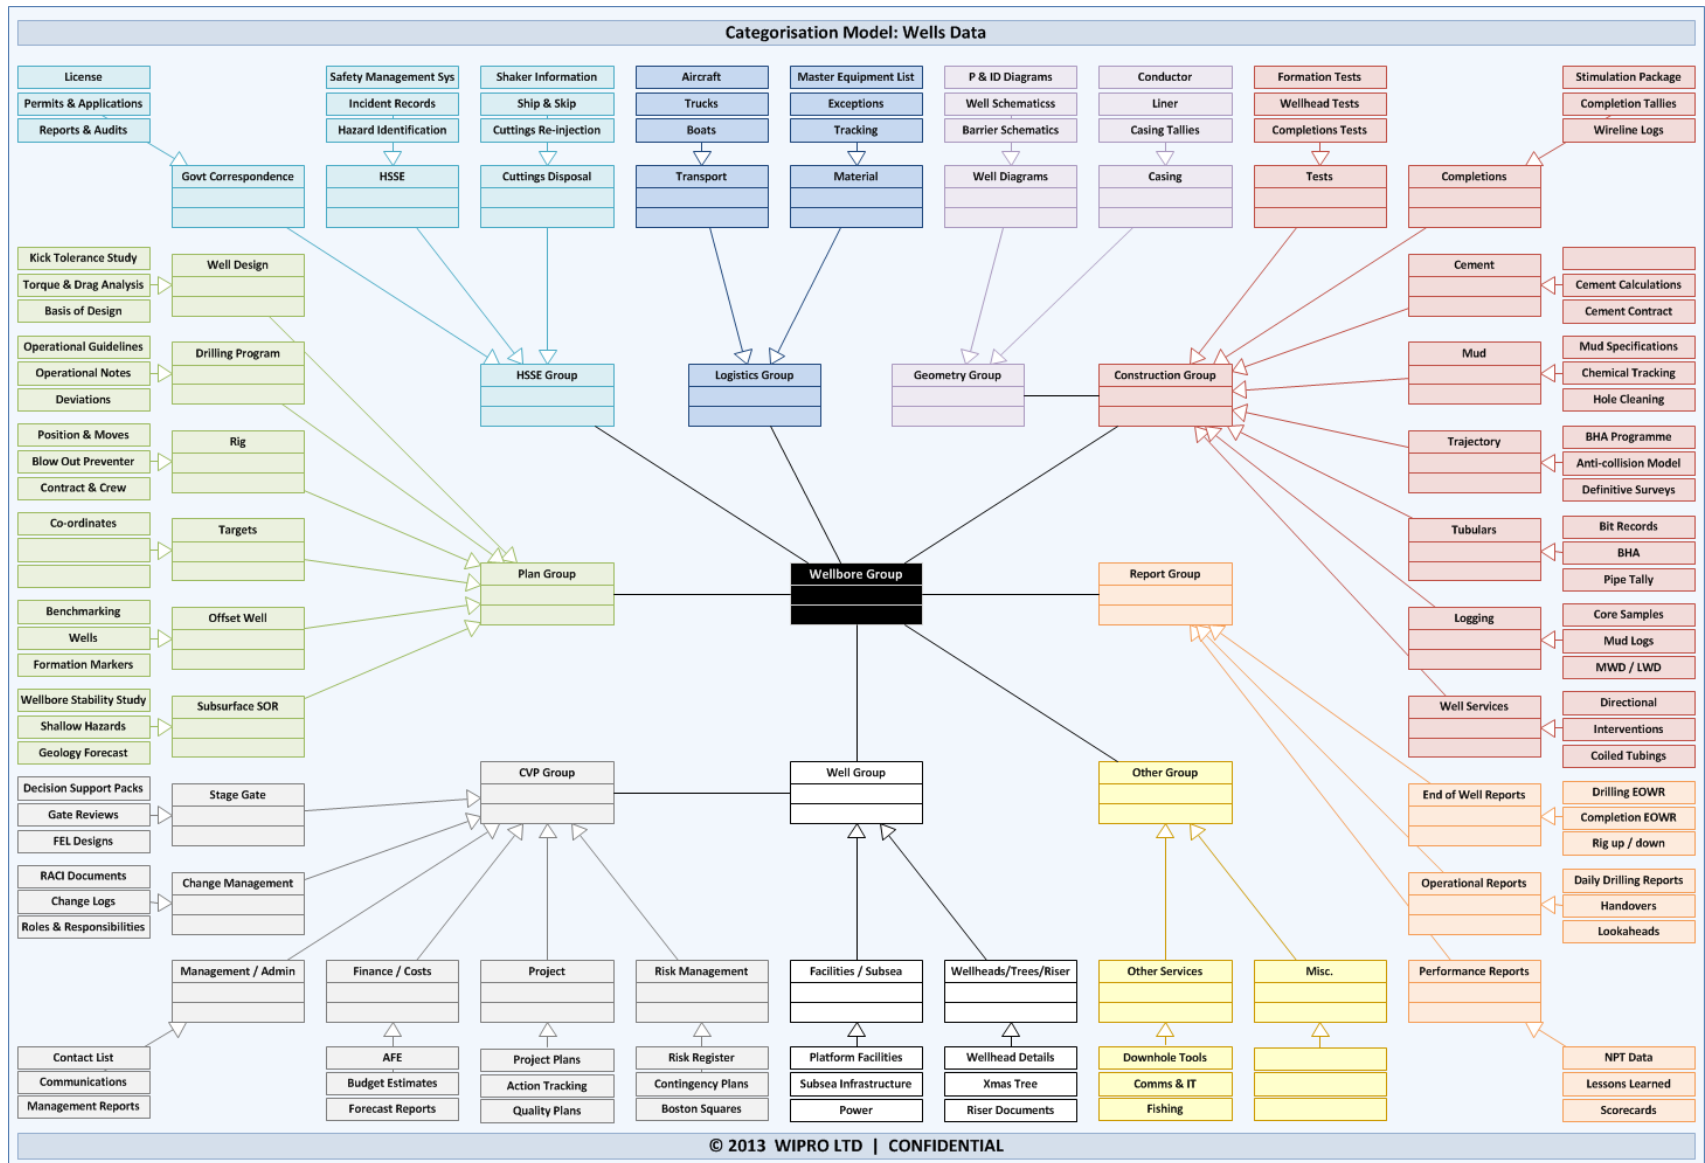 Categorisation Model: Wells Data
License
Permits & Applications
Reports & Audits
Govt Correspondence
Safety Management Sys
Incident Records
Hazard Identification
HSSE
Shaker Information
Ship & Skip
Cuttings Re-injection
Cuttings Disposal
Aircraft
Trucks
Boats
Transport
Master Equipment List
Exceptions
Tracking
Material
P & ID Diagrams
Well Schematicss
Barrier Schematics
Well Diagrams
Conductor
Liner
Casing Tallies
Casing
Formation Tests
Wellhead Tests
Completions Tests
Tests
Stimulation Package
Completion Tallies
Wireline Logs
Completions
Kick Tolerance Study
Torque & Drag Analysis
Basis of Design
Well Design
Operational Guidelines
Operational Notes
Deviations
Drilling Program
Position & Moves
Blow Out Preventer
Contract & Crew
Rig
Co-ordinates
Targets
Benchmarking
Wells
Formation Markers
Offset Well
Wellbore Stability Study
Shallow Hazards
Geology Forecast
Subsurface SOR
HSSE Group
Logistics Group
Geometry Group
Construction Group
Plan Group
Wellbore Group
Report Group
CVP Group
Well Group
Other Group
Cement
Cement Calculations
Cement Contract
Mud
Mud Specifications
Chemical Tracking
Hole Cleaning
Trajectory
BHA Programme
Anti-collision Model
Definitive Surveys
Tubulars
Bit Records
BHA
Pipe Tally
Logging
Core Samples
Mud Logs
MWD / LWD
Well Services
Directional
Interventions
Coiled Tubings
End of Well Reports
Drilling EOWR
Completion EOWR
Rig up / down
Operational Reports
Daily Drilling Reports
Handovers
Lookaheads
Performance Reports
NPT Data
Lessons Learned
Scorecards
Decision Support Packs
Gate Reviews
FEL Designs
Stage Gate
RACI Documents
Change Logs
Roles & Responsibilities
Change Management
Management / Admin
Contact List
Communications
Management Reports
Finance / Costs
AFE
Budget Estimates
Forecast Reports
Project
Project Plans
Action Tracking
Quality Plans
Risk Management
Risk Register
Contingency Plans
Boston Squares
Facilities / Subsea
Platform Facilities
Subsea Infrastructure
Power
Wellheads/Trees/Riser
Wellhead Details
Xmas Tree
Riser Documents
Other Services
Downhole Tools
Comms & IT
Fishing
Misc.
© 2013 WIPRO LTD | CONFIDENTIAL